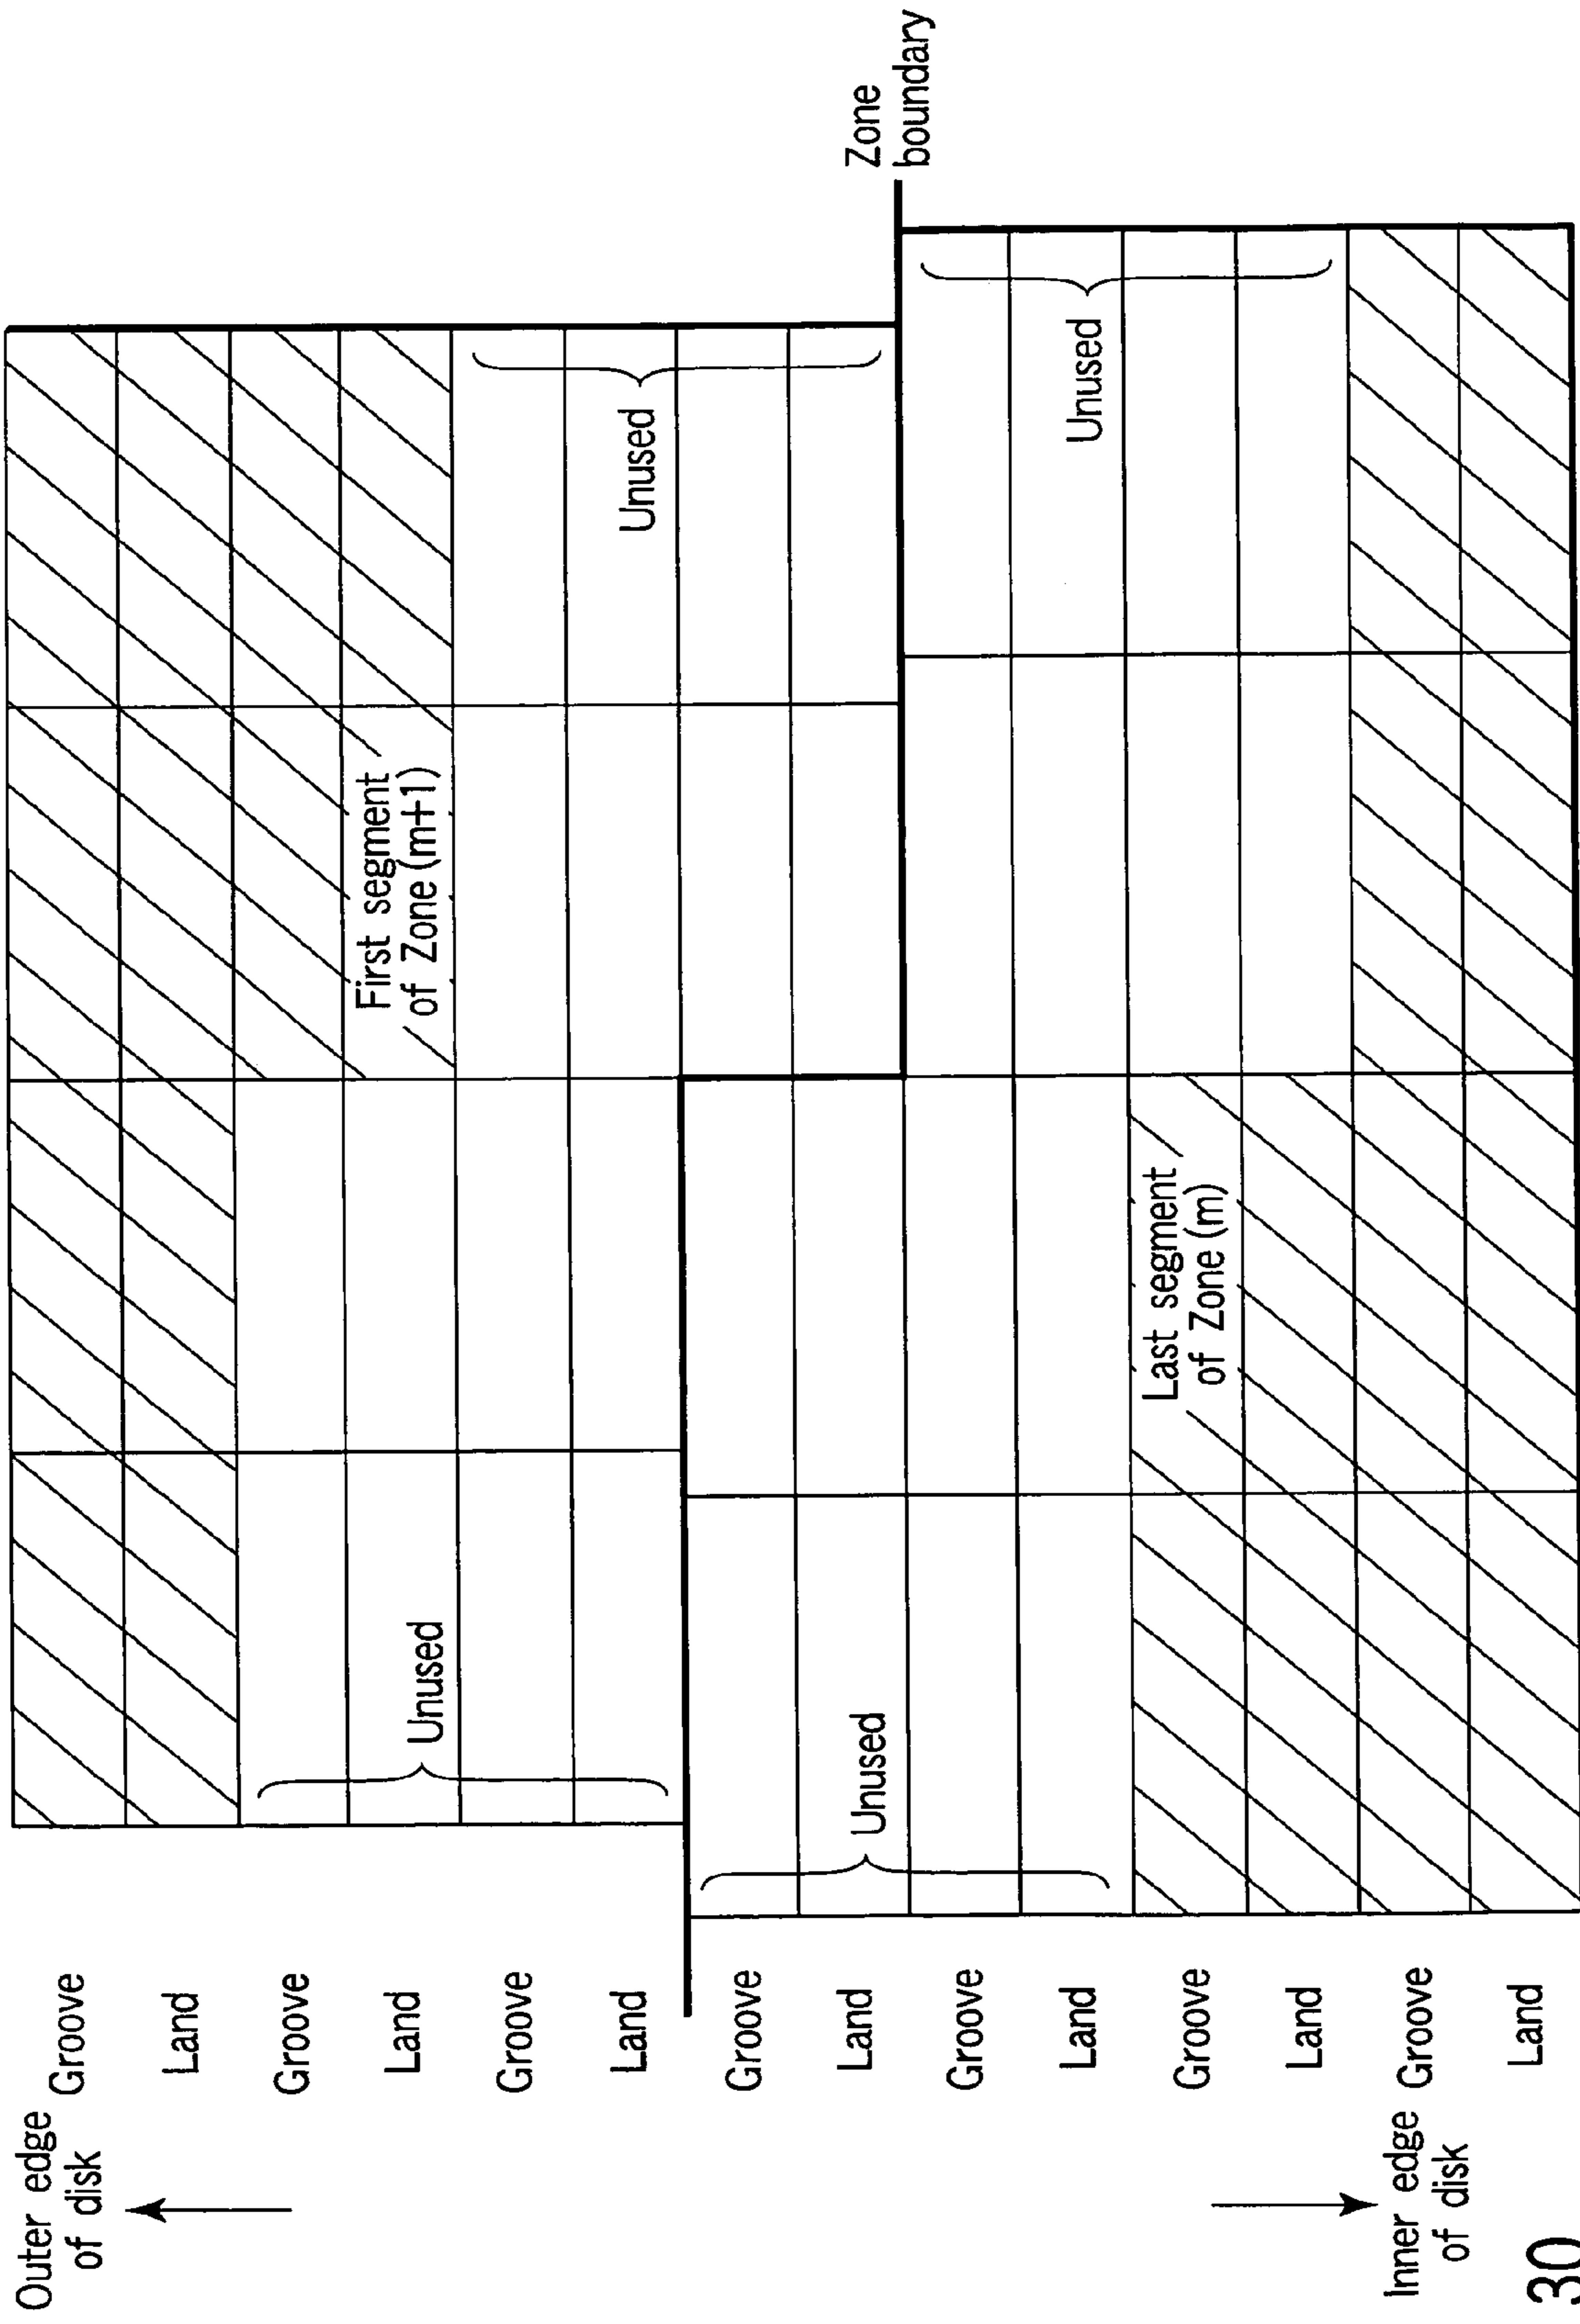 Outer edge
of disk
Groove
Land
Groove
Land
Groove
Land
Groove
Land
Groove
Land
Groove
Land
Groove
Land
Inner edge
of disk
First segment
of Zone (m+1)
Unused
Unused
Zone
boundary
Unused
Unused
Last segment
of Zone (m)
30